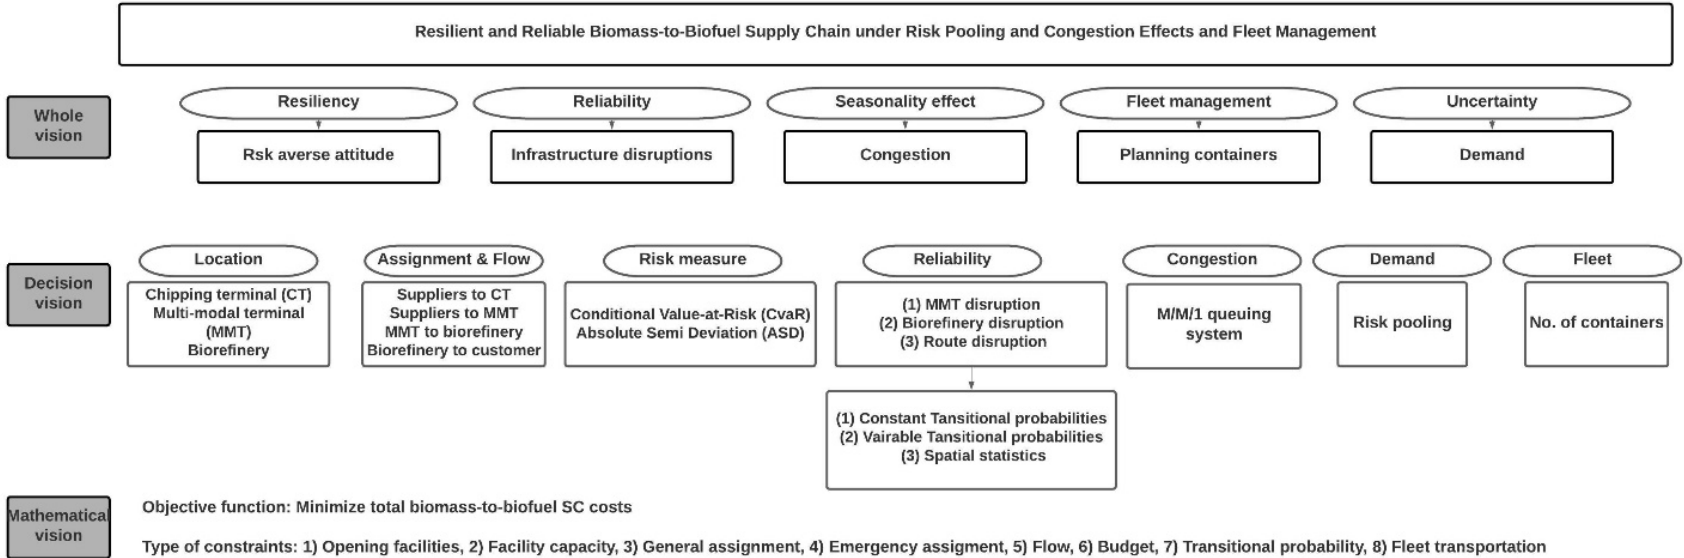 Resilient and Reliable Biomass-to-Biofuel Supply Chain under Risk Pooling and Congestion Effects and Fleet Management
Whole
vision
Resiliency
Reliability
Seasonality effect
Fleet management
Uncertainty
Rsk averse attitude
Infrastructure disruptions
Congestion
Planning containers
Demand
Decision
vision
Location
Assignment & Flow
Risk measure
Reliability
Congestion
Demand
Fleet
Chipping terminal (CT)
Multi-modal terminal
(MMT)
Biorefinery
Suppliers to CT
Suppliers to MMT
MMT to biorefinery
Biorefinery to customer
Conditional Value-at-Risk (CvaR)
Absolute Semi Deviation (ASD)
(1) MMT disruption
(2) Biorefinery disruption
(3) Route disruption
M/M/1 queuing
system
Risk pooling
No. of containers
(1) Constant Tansitional probabilities
(2) Vairable Tansitional probabilities
(3) Spatial statistics
Mathematical
vision
Objective function: Minimize total biomass-to-biofuel SC costs
Type of constraints: 1) Opening facilities, 2) Facility capacity, 3) General assignment, 4) Emergency assigment, 5) Flow, 6) Budget, 7) Transitional probability, 8) Fleet transportation